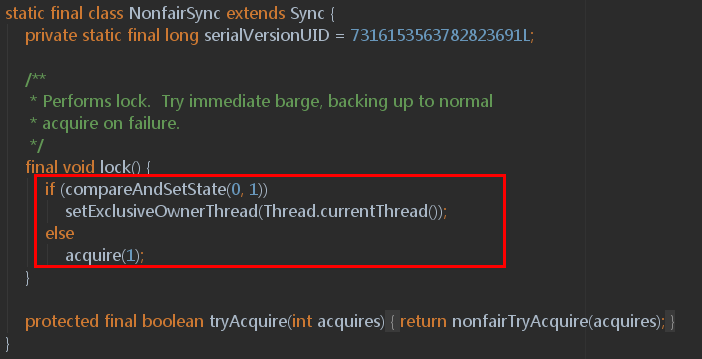 static final class NonfairSync extends Sync {
private static final long serialVersionUID = 7316153563782823691L;
/**
* Performs lock.  Try immediate barge, backing up to normal
* acquire on failure.
*/
final void lock() {
if (compareAndSetState(0, 1))
setExclusiveOwnerThread(Thread.currentThread());
else
acquire(1);
}
protected final boolean tryAcquire(int acquires) { return nonfairTryAcquire(acquires); }
}